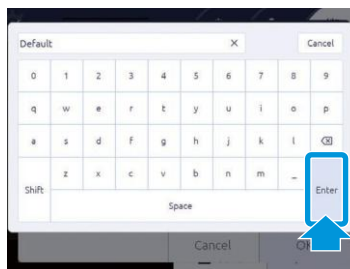 Default × Cancel
0 1 2 3 4 5 6 7 8 9
q w e r t y u i o p
a s d f g h j k l
Shift z x c v b n m _ Enter
Space
Cancel